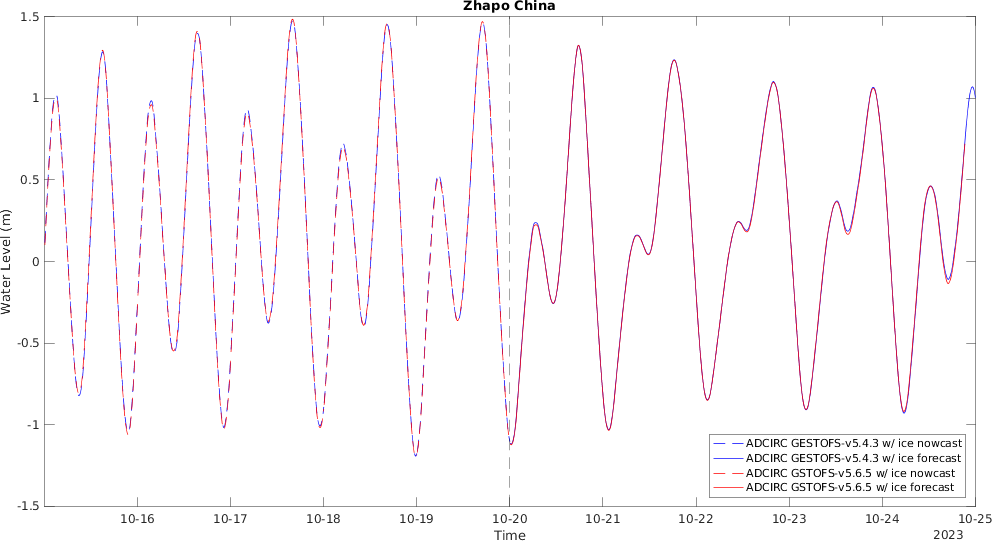 Zhapo China
1.5
1
0.5
0
-0.5
-1
-1.5
Water Level (m)
10-16 10-17 10-18 10-19 10-20 10-21 10-22 10-23 10-24 10-25
Time
2023
ADCIRC GESTOFS-v5.4.3 w/ ice nowcast
ADCIRC GESTOFS-v5.4.3 w/ ice forecast
ADCIRC GSTOFS-v5.6.5 w/ ice nowcast
ADCIRC GSTOFS-v5.6.5 w/ ice forecast